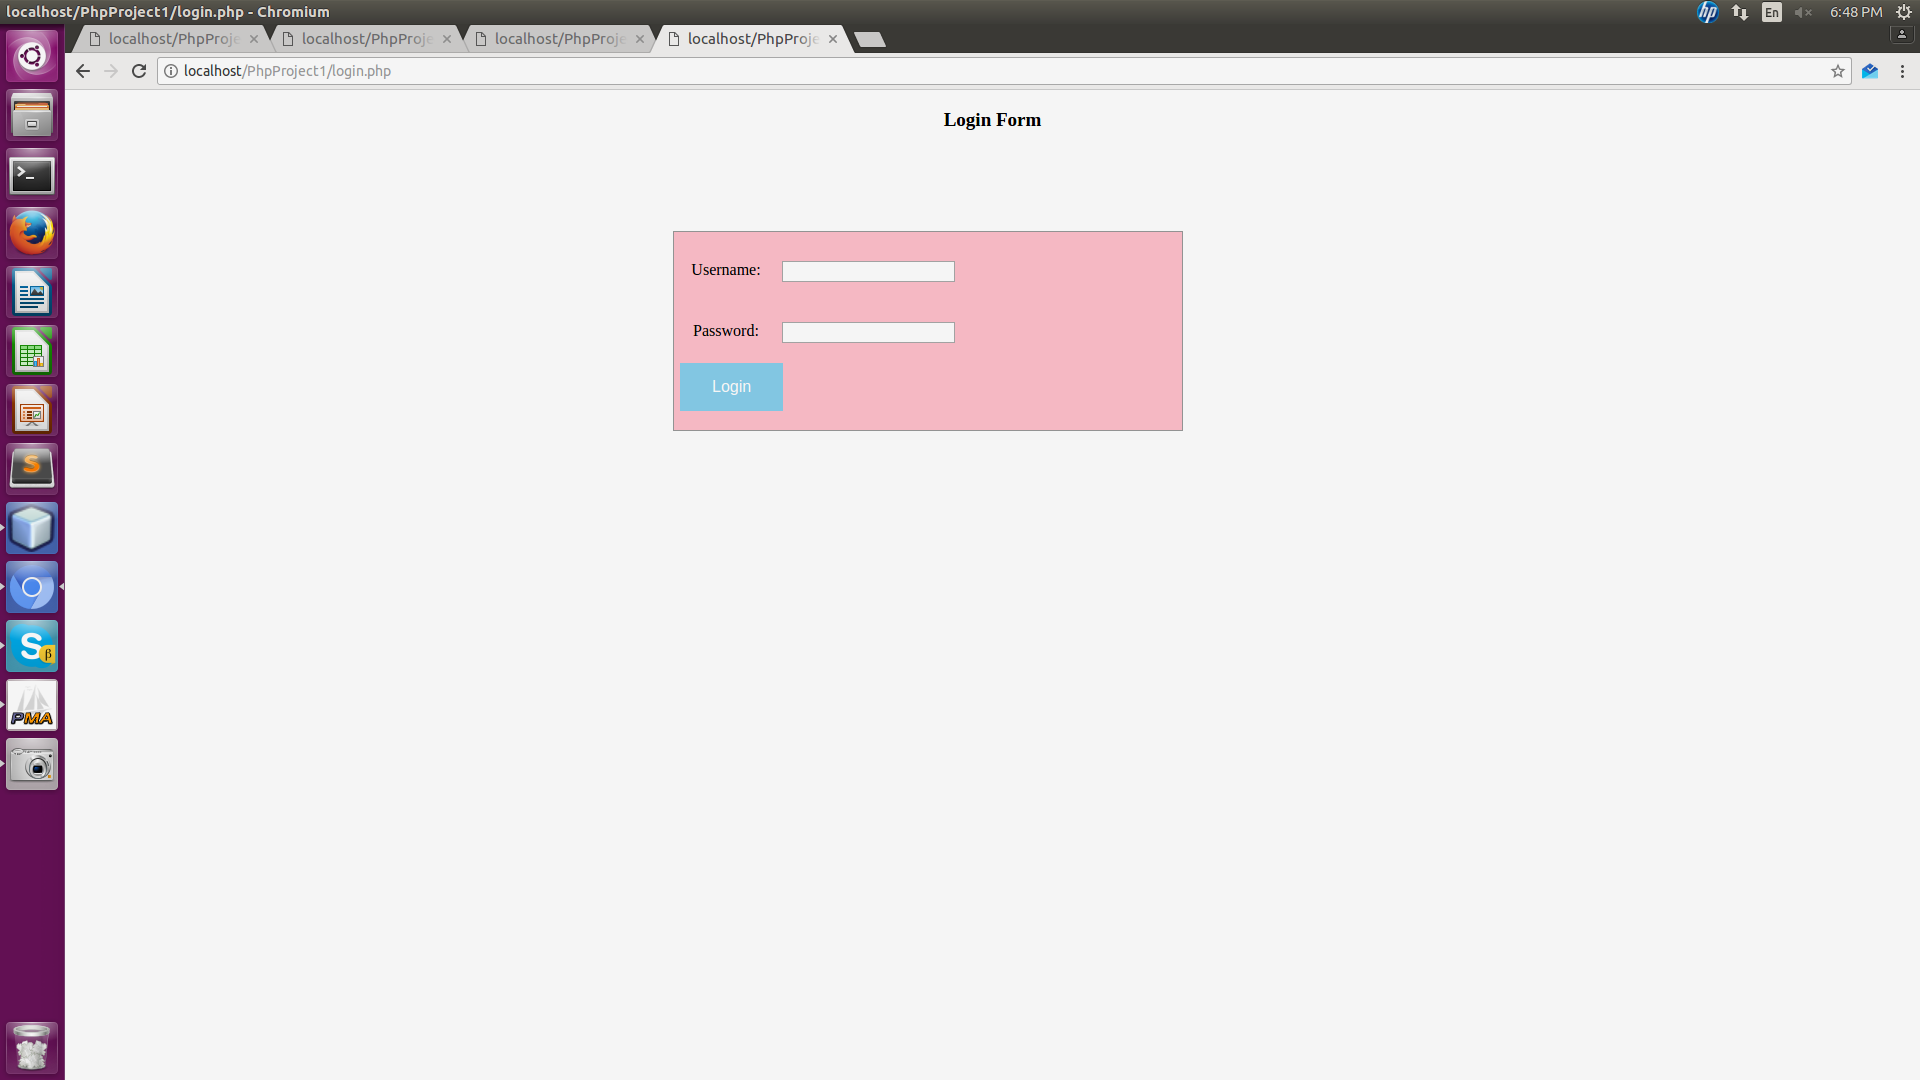 localhost/PhpProject1/login.php - Chromium
hp
En
6:48 PM
localhost/PhpProje
localhost/PhpProje
localhost/PhpProje
localhost/PhpProje
localhost/PhpProject1/login.php
Login Form
Username:
Password:
Login
>_
S
S β
PMA